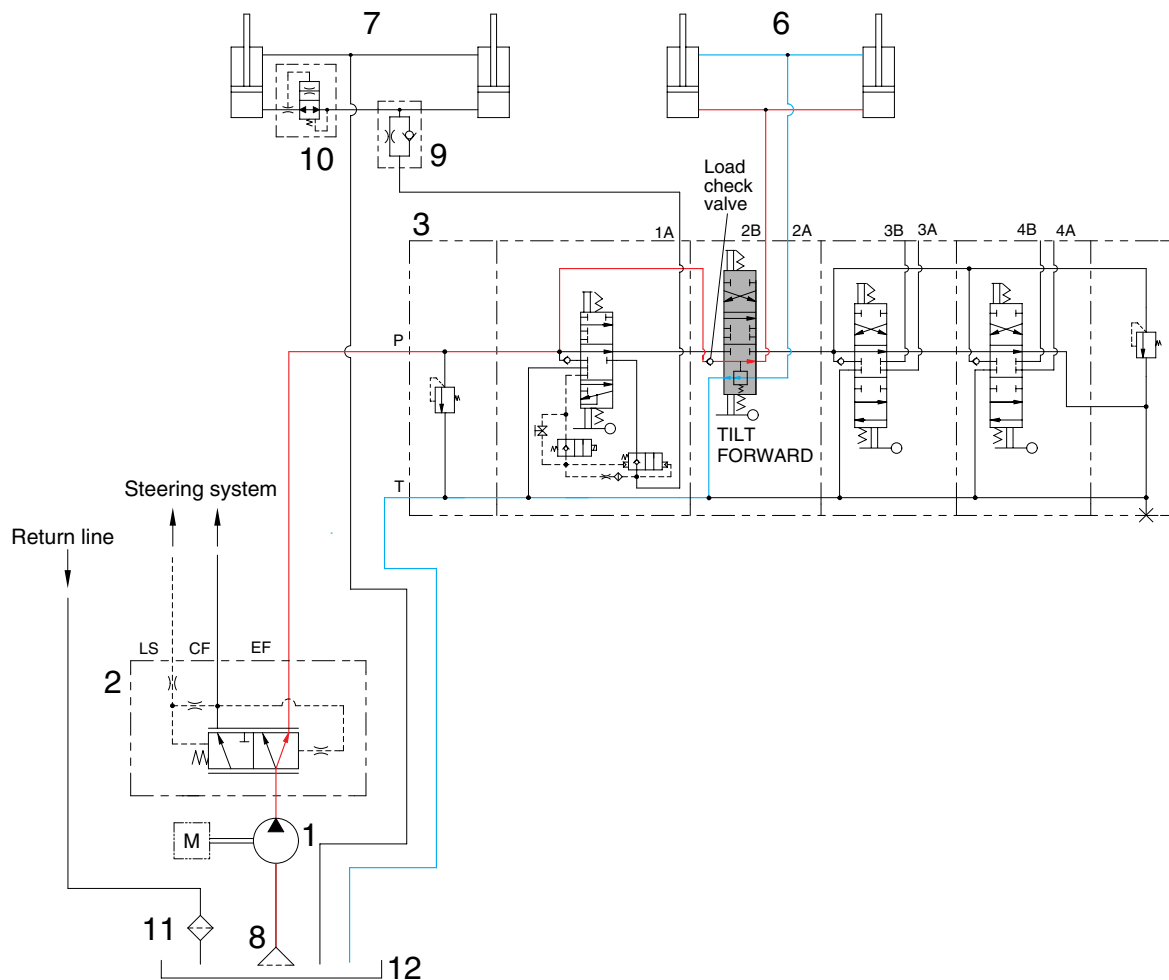 7
6
10
9
Load
check
valve
3
1A
2B
2A
3B
3A
4B
4A
P
TILT
FORWARD
T
Steering system
Return line
LS
CF
EF
2
M
1
11
8
12